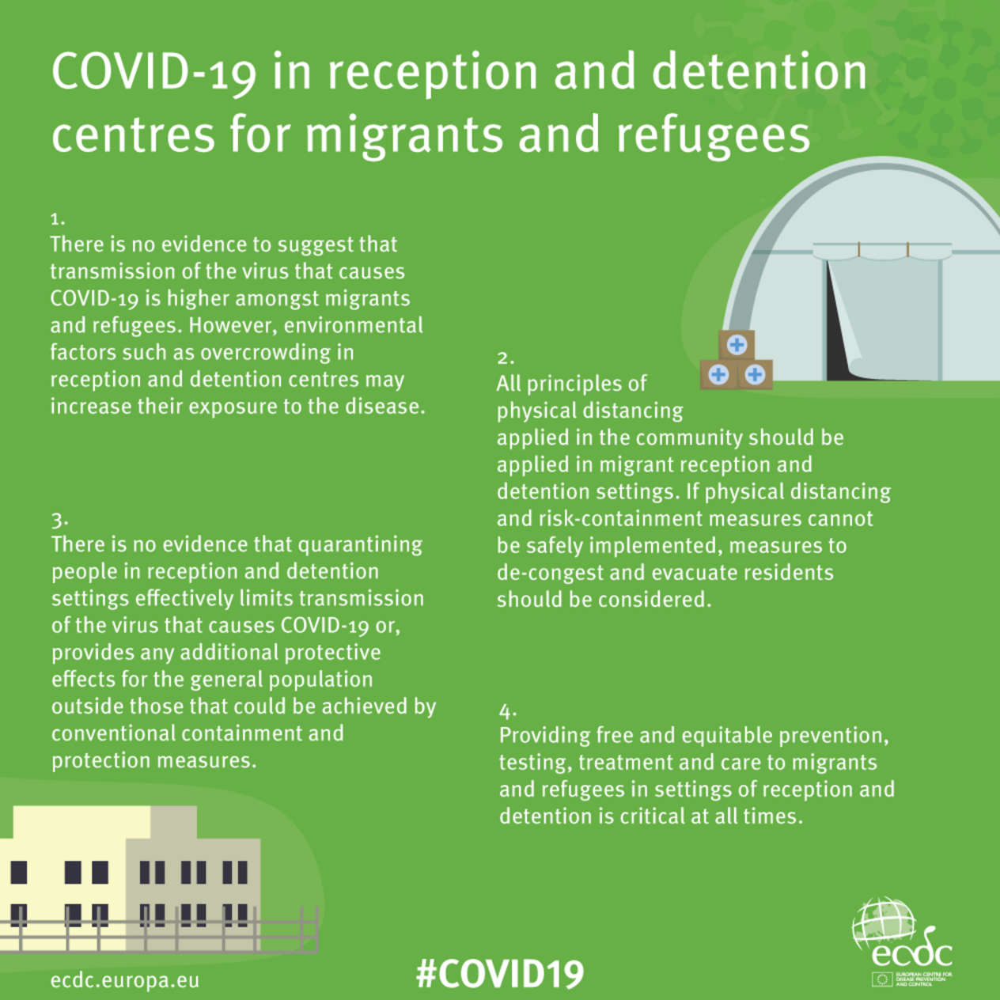 COVID-19 in reception and detention
centres for migrants and refugees
1.
There is no evidence to suggest that
transmission of the virus that causes
COVID-19 is higher amongst migrants
and refugees. However, environmental
factors such as overcrowding in
reception and detention centres may
increase their exposure to the disease.
2.
All principles of
physical distancing
applied in the community should be
applied in migrant reception and
detention settings. If physical distancing
and risk-containment measures cannot
be safely implemented, measures to
de-congest and evacuate residents
should be considered.
3.
There is no evidence that quarantining
people in reception and detention
settings effectively limits transmission
of the virus that causes COVID-19 or,
provides any additional protective
effects for the general population
outside those that could be achieved by
conventional containment and
protection measures.
4.
Providing free and equitable prevention,
testing, treatment and care to migrants
and refugees in settings of reception and
detention is critical at all times.
ecdc.europa.eu
#COVID19
ecdc
EUROPEAN CENTRE FOR
DISEASE PREVENTION
AND CONTROL